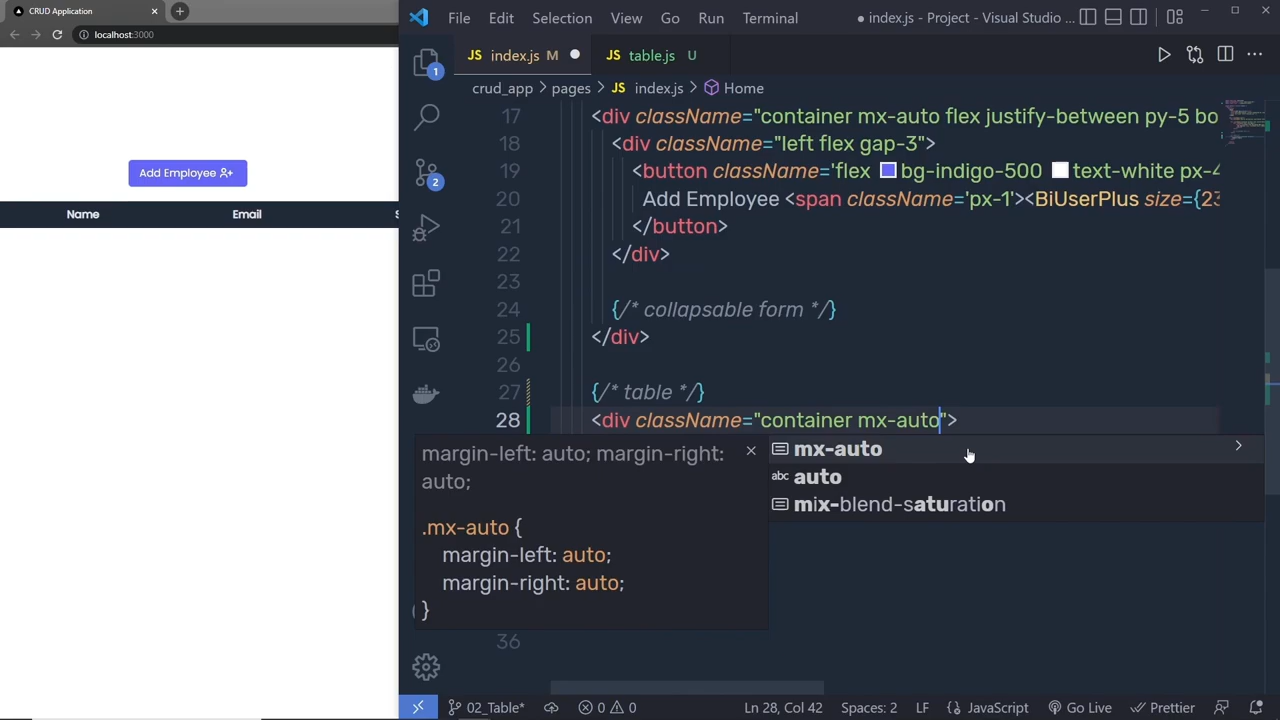 CRUD Application
localhost:3000
Add Employee
Name Email S
File Edit Selection View Go Run Terminal
index.js - Project - Visual Studio ...
JS index.js M
JS table.js U
crud_app > pages > JS index.js > Home
17 <div className="container mx-auto flex justify-between py-5 bo
18 <div className="left flex gap-3">
19 <button className='flex bg-indigo-500 text-white px-4
20 Add Employee <span className='px-1'><BiUserPlus size={23
21 </button>
22 </div>
23
24 {/* collapsable form */}
25 </div>
26
27 {/* table */}
28 <div className="container mx-auto">
margin-left: auto; margin-right:
auto;
.mx-auto {
margin-left: auto;
margin-right: auto;
}
mx-auto
abc auto
mix-blend-saturation
36
1
2
02_Table*
0 0
Ln 28, Col 42
Spaces: 2
LF
{} JavaScript
Go Live
Prettier